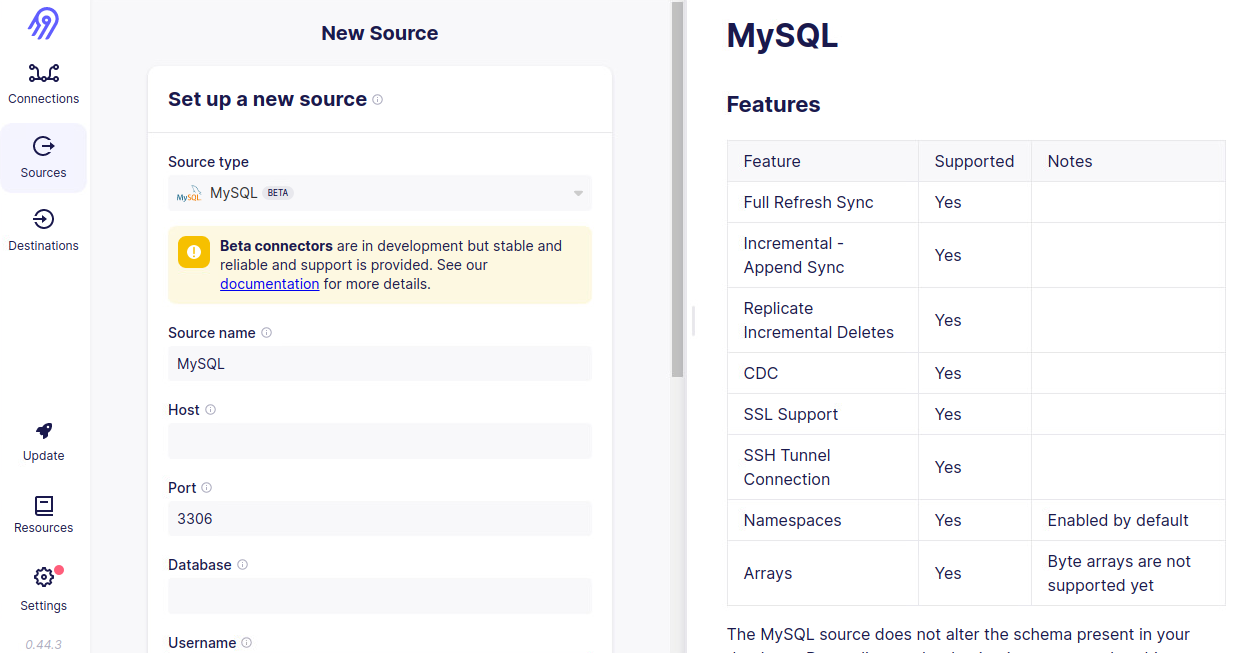 Connections
Sources
Destinations
Update
Resources
Settings
0.44.3
New Source
Set up a new source
Source type
MySQL MySQL BETA
Beta connectors are in development but stable and
reliable and support is provided. See our
documentation for more details.
Source name
MySQL
Host
Port
3306
Database
Username
MySQL
Features
Feature Supported Notes
Full Refresh Sync Yes
Incremental -
Append Sync Yes
Replicate
Incremental Deletes Yes
CDC Yes
SSL Support Yes
SSH Tunnel
Connection Yes
Namespaces Yes Enabled by default
Arrays Yes Byte arrays are not
supported yet
The MySQL source does not alter the schema present in your